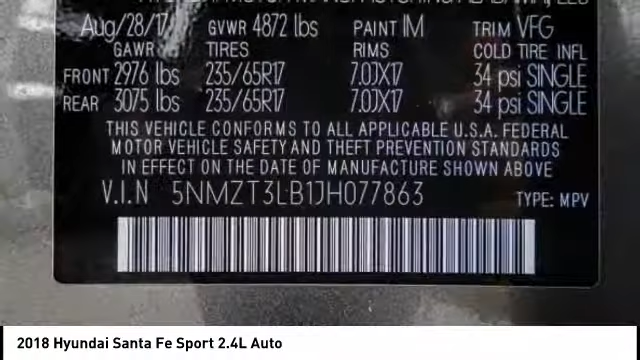 Aug/28/17 GVWR 4872 lbs PAINT IM TRIM VFG
GAWR TIRES RIMS COLD TIRE INFL
FRONT 2976 lbs 235/65R17 7.0JX17 34 psi SINGLE
REAR 3075 lbs 235/65R17 7.0JX17 34 psi SINGLE
THIS VEHICLE CONFORMS TO ALL APPLICABLE U.S.A. FEDERAL
MOTOR VEHICLE SAFETY AND THEFT PREVENTION STANDARDS
IN EFFECT ON THE DATE OF MANUFACTURE SHOWN ABOVE
V.I.N 5NMZT3LB1JH077863 TYPE: MPV
2018 Hyundai Santa Fe Sport 2.4L Auto